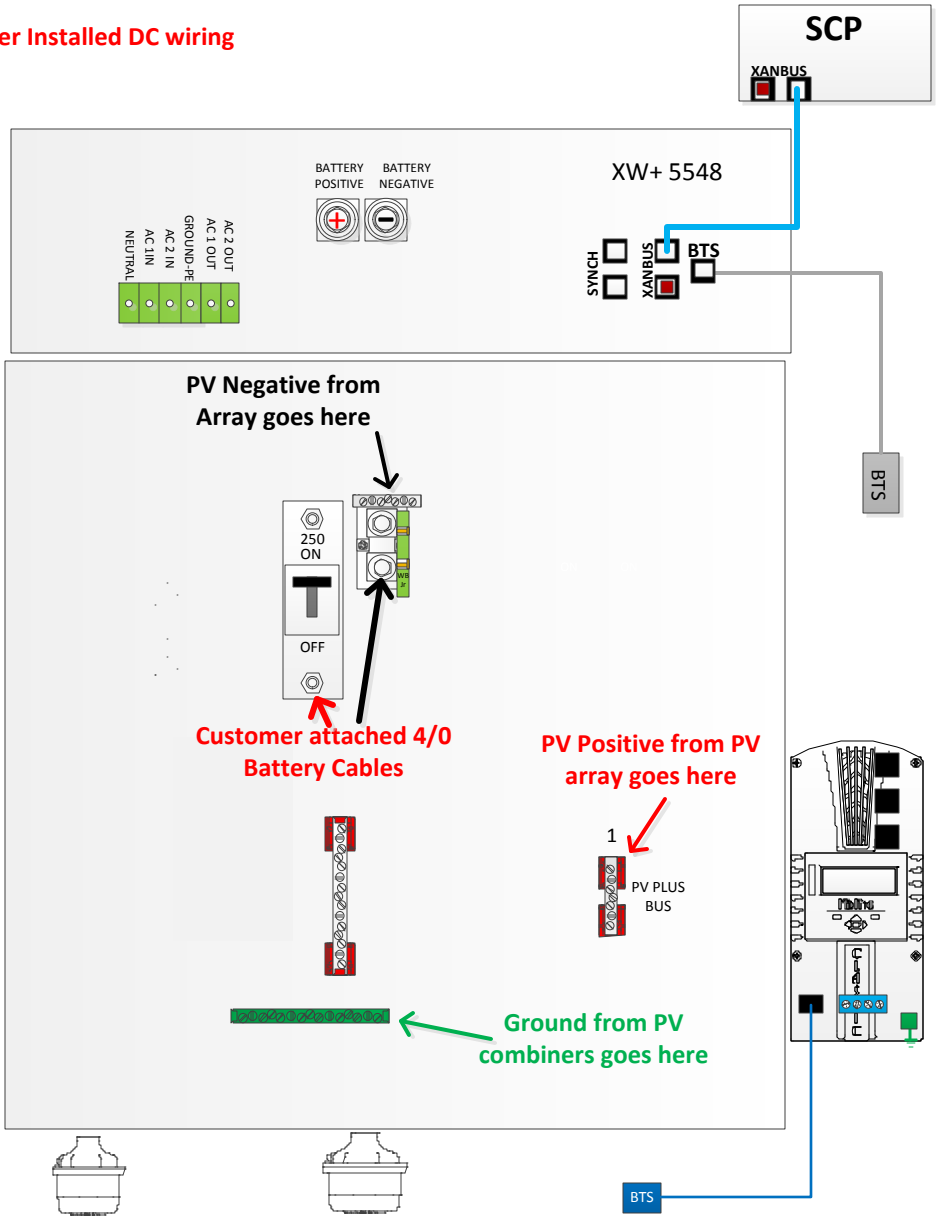 er Installed DC wiring
SCP
XANBUS
BATTERY POSITIVE
BATTERY NEGATIVE
XW+ 5548
NEUTRAL
AC 1IN
AC 2 IN
GROUND-PE
AC 1 OUT
AC 2 OUT
SYNCH
XANBUS
BTS
PV Negative from
Array goes here
BTS
250
ON
WB
Jr
OFF
Customer attached 4/0
Battery Cables
PV Positive from PV
array goes here
1
PV PLUS
BUS
Ground from PV
combiners goes here
BTS